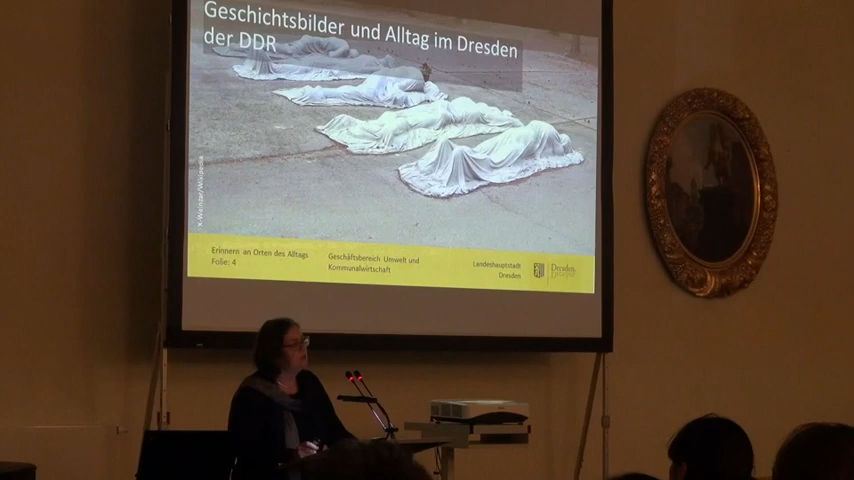 Geschichtsbilder und Alltag im Dresden
der DDR
Erinnern an Orten des Alltags
Folie: 4
Geschäftsbereich Umwelt und
Kommunalwirtschaft
Landeshauptstadt
Dresden
Dresden.